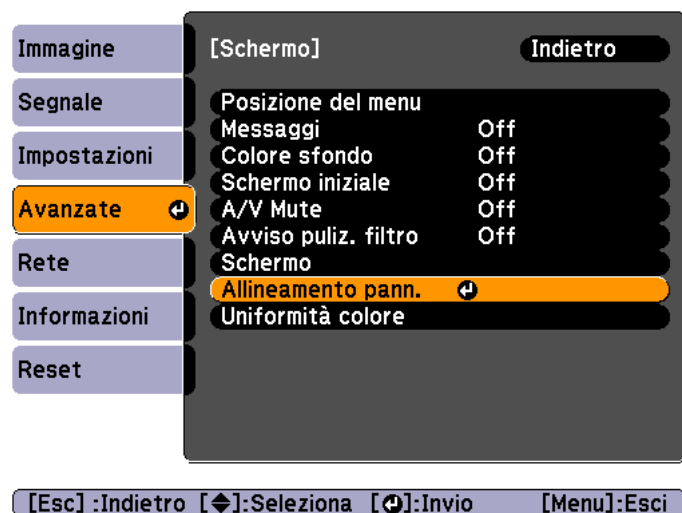 Immagine
Segnale
Impostazioni
Avanzate
Rete
Informazioni
Reset
[Schermo] Indietro
Posizione del menu
Messaggi Off
Colore sfondo Off
Schermo iniziale Off
A/V Mute Off
Avviso puliz. filtro Off
Schermo
Allineamento pann.
Uniformità colore
[Esc] :Indietro [◆]:Seleziona [↵]:Invio [Menu]:Esci